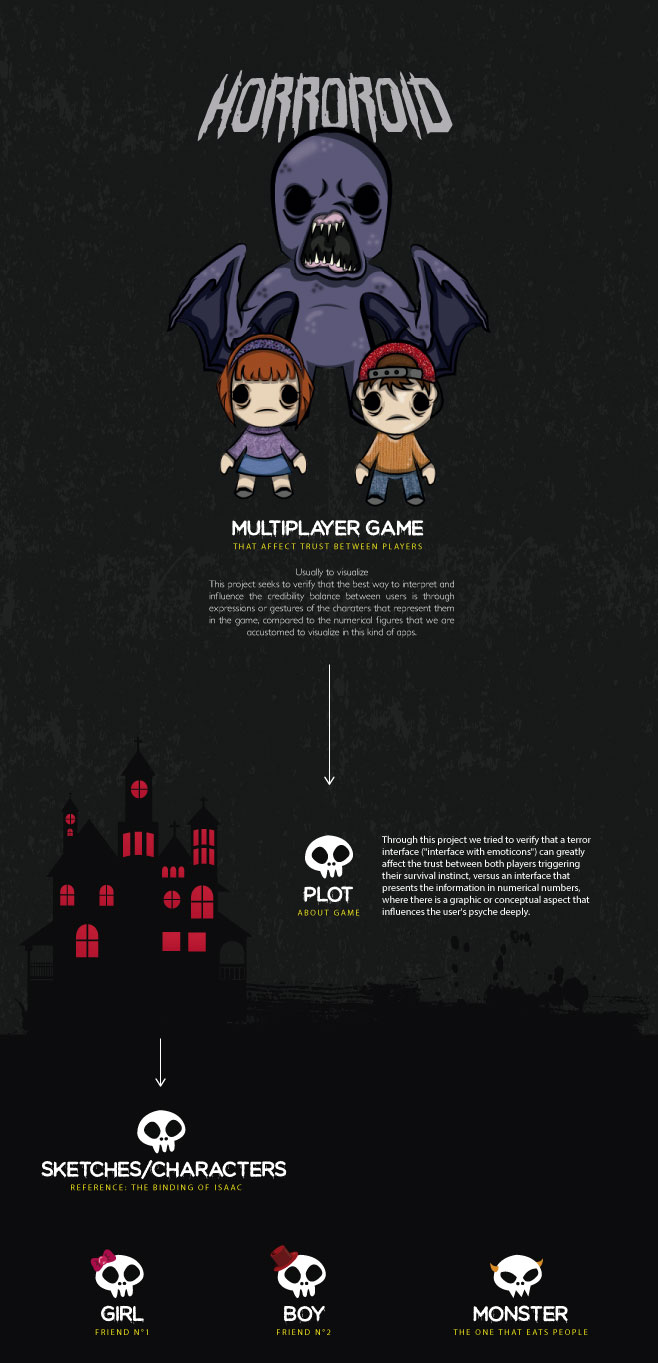 HORROROID
MULTIPLAYER GAME
THAT AFFECT TRUST BETWEEN PLAYERS
Usually to visualize
This project seeks to verify that the best way to interpret and
influence the credibility balance between users is through
expressions or gestures of the charaters that represent them
in the game, compared to the numerical figures that we are
accustomed to visualize in this kind of apps.
PLOT
ABOUT GAME
Through this project we tried to verify that a terror
interface ("interface with emoticons") can greatly
affect the trust between both players triggering
their survival instinct, versus an interface that
presents the information in numerical numbers,
where there is a graphic or conceptual aspect that
influences the user's psyche deeply.
SKETCHES/CHARACTERS
REFERENCE: THE BINDING OF ISAAC
GIRL
FRIEND N°1
BOY
FRIEND N°2
MONSTER
THE ONE THAT EATS PEOPLE